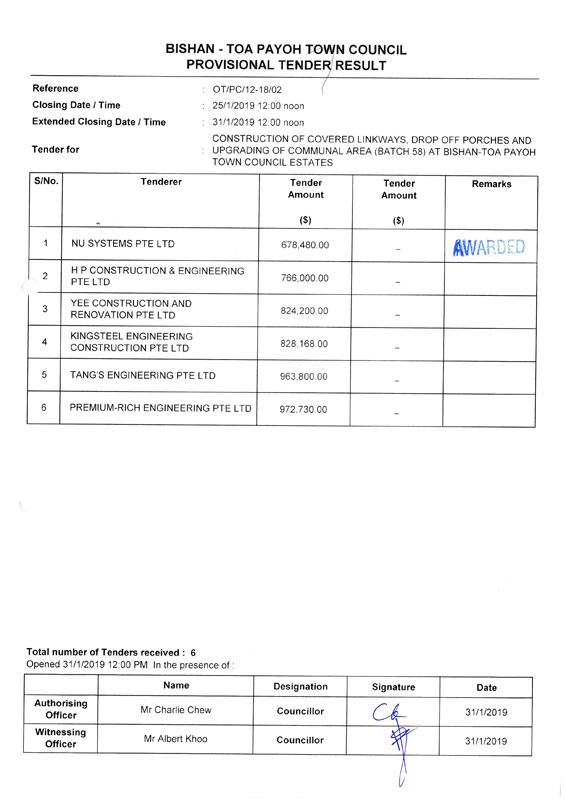 BISHAN - TOA PAYOH TOWN COUNCIL
PROVISIONAL TENDER RESULT
Reference : OT/PC/12-18/02
Closing Date / Time : 25/1/2019 12:00 noon
Extended Closing Date / Time : 31/1/2019 12:00 noon
Tender for : CONSTRUCTION OF COVERED LINKWAYS, DROP OFF PORCHES AND
UPGRADING OF COMMUNAL AREA (BATCH 58) AT BISHAN-TOA PAYOH
TOWN COUNCIL ESTATES
S/No. Tenderer Tender Amount ($) Tender Amount ($) Remarks
1 NU SYSTEMS PTE LTD 678,480.00 – AWARDED
2 H P CONSTRUCTION & ENGINEERING
PTE LTD 766,000.00 –
3 YEE CONSTRUCTION AND
RENOVATION PTE LTD 824,200.00 –
4 KINGSTEEL ENGINEERING
CONSTRUCTION PTE LTD 828,168.00 –
5 TANG'S ENGINEERING PTE LTD 963,800.00 –
6 PREMIUM-RICH ENGINEERING PTE LTD 972,730.00 –
Total number of Tenders received : 6
Opened 31/1/2019 12:00 PM In the presence of :
Name Designation Signature Date
Authorising
Officer Mr Charlie Chew Councillor 31/1/2019
Witnessing
Officer Mr Albert Khoo Councillor 31/1/2019